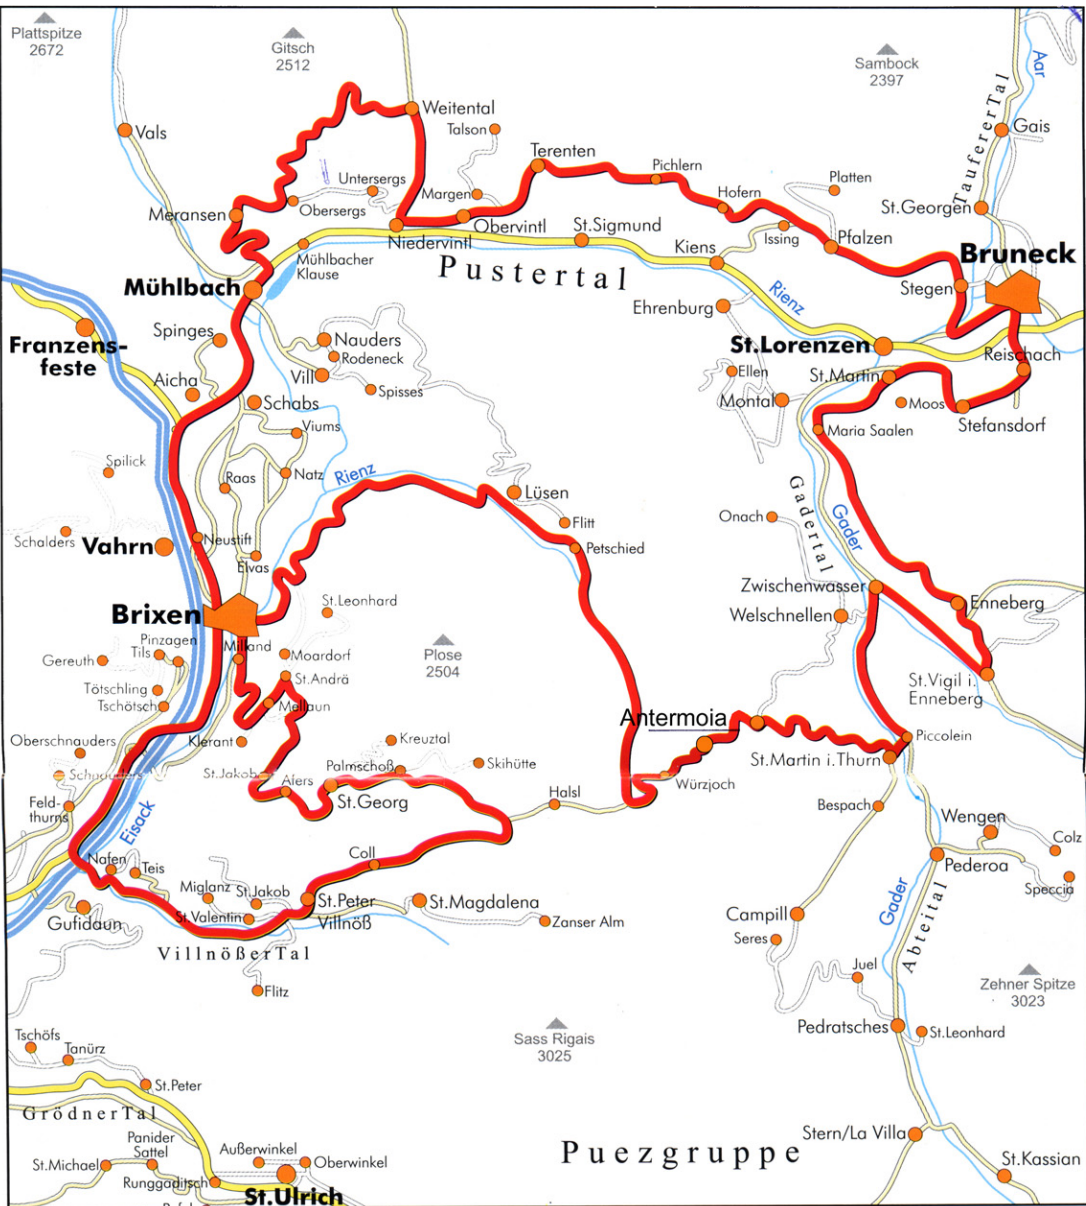 Plattspitze
2672
Gitsch
2512
Sambock
2397
Aar
Vals
Weitental
Talson
Terenten
Pichlern
Gais
TaufererTal
Untersergs
Margen
Hofern
Platten
St.Georgen
Meransen
Obersergs
Niedervintl
Obervintl
St.Sigmund
Issing
Pfalzen
Kiens
Bruneck
Mühlbacher
Klause
Pustertal
Mühlbach
Rienz
Stegen
Ehrenburg
Franzens-
feste
Spinges
Nauders
Rodeneck
St.Lorenzen
Reischach
Aicha
Vill
Spisses
Ellen
St.Martin
Schabs
Montal
Moos
Stefansdorf
Viums
Maria Saalen
Spilick
Raas
Natz
Rienz
Lüsen
Gadertal
Gader
Flitt
Onach
Schalders
Vahrn
Neustift
Petschied
Elvas
Zwischenwasser
Enneberg
Brixen
St.Leonhard
Welschnellen
Pinzagen
Tils
Milland
Moardorf
Plose
2504
Gereuth
St.Andrä
St.Vigil i.
Enneberg
Tötschling
Tschötsch
Mellaun
Antermoia
Oberschnauders
Klerant
Kreuztal
Piccolein
Schnauders
St.Jakob
Palmschoß
Skihütte
St.Martin i.Thurn
Afers
Würzjoch
Feld-
thurns
St.Georg
Halsl
Bespach
Eisack
Wengen
Colz
Nafen
Teis
Coll
Pederoa
Speccia
Miglanz
St.Jakob
St.Peter
Villnöß
St.Magdalena
Gufidaun
St.Valentin
Zanser Alm
Campill
Seres
Gader
Abteital
VillnößerTal
Juel
Flitz
Zehner Spitze
3023
Tschöfs
Tanürz
Sass Rigais
3025
Pedratsches
St.Leonhard
St.Peter
GrödnerTal
Panider
Sattel
Außerwinkel
Oberwinkel
Puezgruppe
Stern/La Villa
St.Michael
Runggaditsch
St.Kassian
St.Ulrich